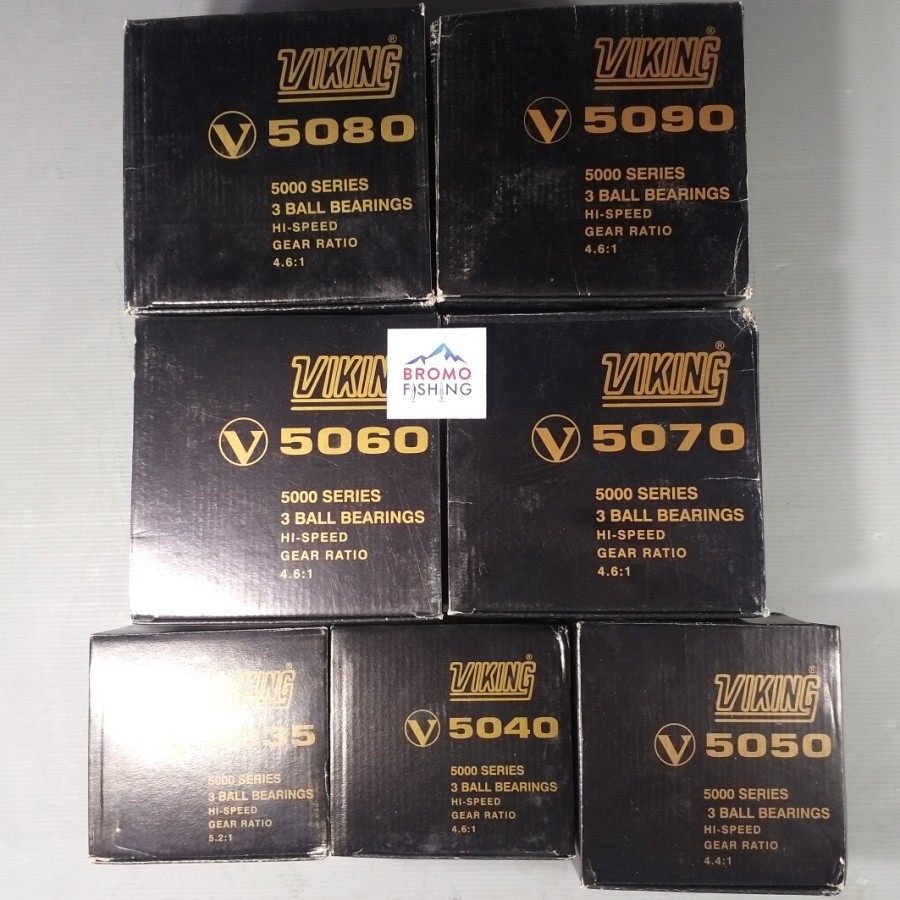 VIKING®
V 5080
5000 SERIES
3 BALL BEARINGS
HI-SPEED
GEAR RATIO
4.6:1
VIKING®
V 5090
5000 SERIES
3 BALL BEARINGS
HI-SPEED
GEAR RATIO
4.6:1
V 5060
5000 SERIES
3 BALL BEARINGS
HI-SPEED
GEAR RATIO
4.6:1
BROMO
FISHING
VIKING®
V 5070
5000 SERIES
3 BALL BEARINGS
HI-SPEED
GEAR RATIO
4.6:1
5000 SERIES
3 BALL BEARINGS
HI-SPEED
GEAR RATIO
5.2:1
VIKING®
V 5040
5000 SERIES
3 BALL BEARINGS
HI-SPEED
GEAR RATIO
4.6:1
VIKING®
V 5050
5000 SERIES
3 BALL BEARINGS
HI-SPEED
GEAR RATIO
4.4:1